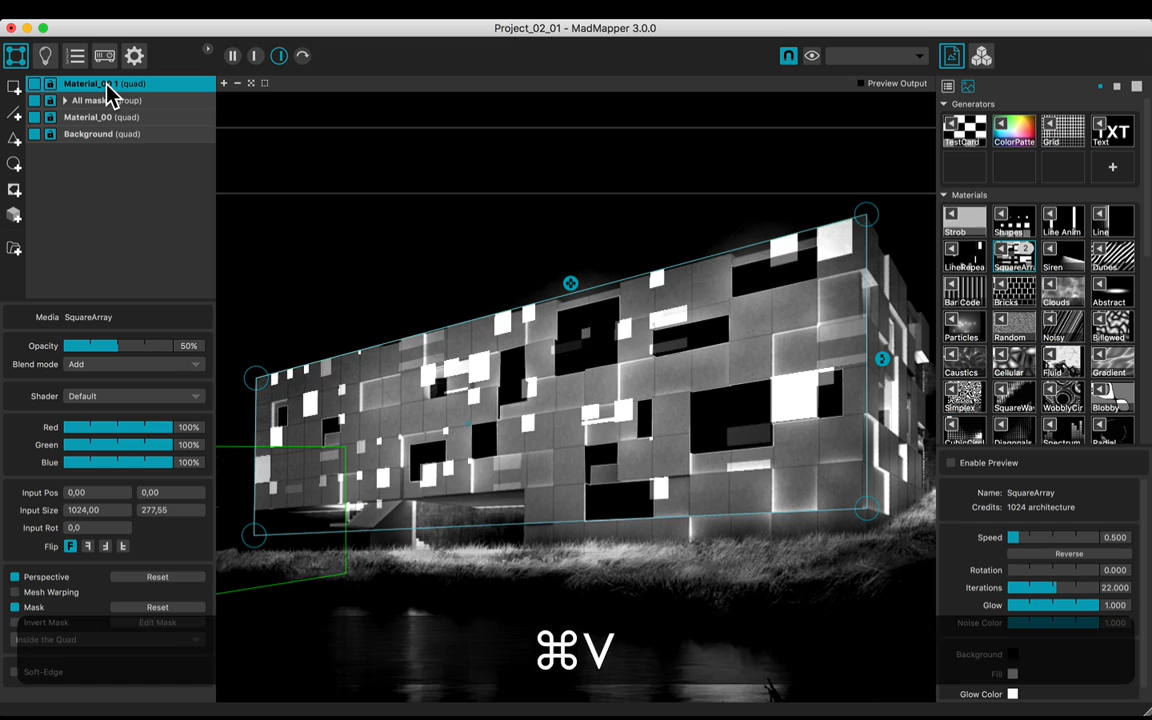 Project_02_01 - MadMapper 3.0.0
Preview Output
(quad)
All mask
Material_00 (quad)
Background (quad)
Media SquareArray
Opacity 50%
Blend mode Add
Shader Default
Red 100%
Green 100%
Blue 100%
Input Pos 0,00 0,00
Input Size 1024,00 277,55
Input Rot 0,0
Flip F F F F
Perspective Reset
Mesh Warping
Mask Reset
Invert Mask Edit Mask
Inside the Quad
Soft-Edge
⌘V
Generators
TestCard ColorPatte Grid Text
TXT
Materials
Strob Shapes Line Anim Line
LineRepea SquareArr Siren Dunes
2
Bar Code Bricks Clouds Abstract
Particles Random Noisy Billowed
Caustics Cellular Fluid Gradient
Simplex SquareWa WobblyCir Blobby
CubicCircl Diagonals Spectrum Radial
Enable Preview
Name: SquareArray
Credits: 1024 architecture
Speed 0.500
Reverse
Rotation 0.000
Iterations 22.000
Glow 1.000
Noise Color 1.000
Background
Fill
Glow Color